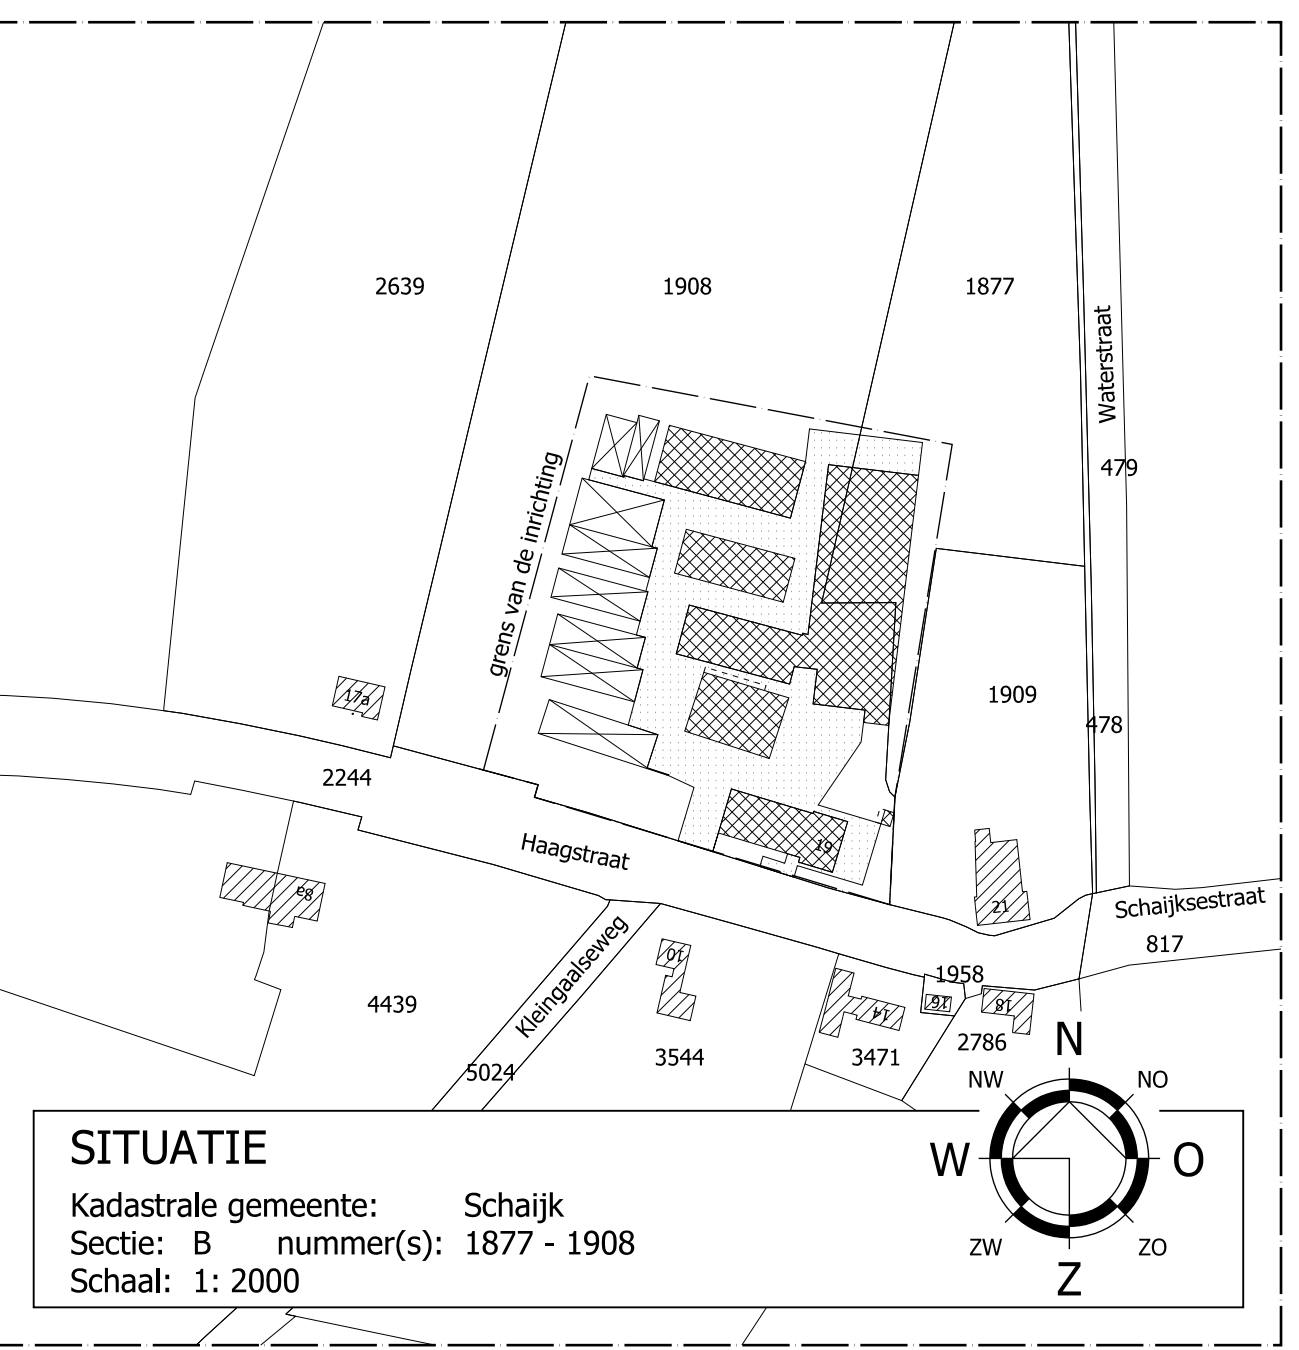 2639
1908
1877
Waterstraat
479
grens van de inrichting
17a
1909
478
2244
Haagstraat
19
8a
21
Schaijksestraat
817
Kleingaalseweg
10
1958
16
18
14
4439
5024
3544
3471
2786
N
NW
NO
W
O
ZW
ZO
Z
SITUATIE
Kadastrale gemeente: Schaijk
Sectie: B nummer(s): 1877 - 1908
Schaal: 1: 2000